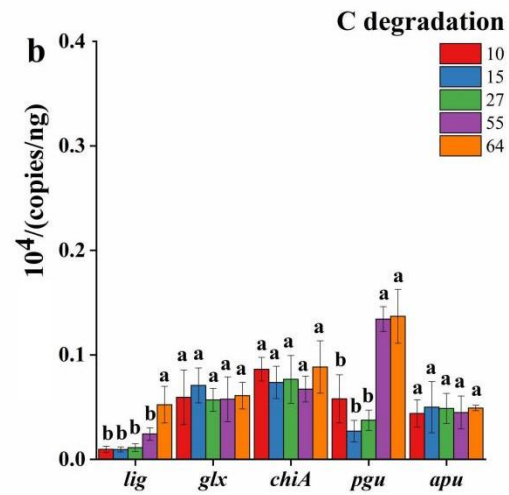 C degradation
b
10
15
27
55
64
10⁴/(copies/ng)
0.4
0.3
0.2
0.1
0.0
b b b b a
a a a a a
a a a a a
b b b a a
a a a a a
lig glx chiA pgu apu